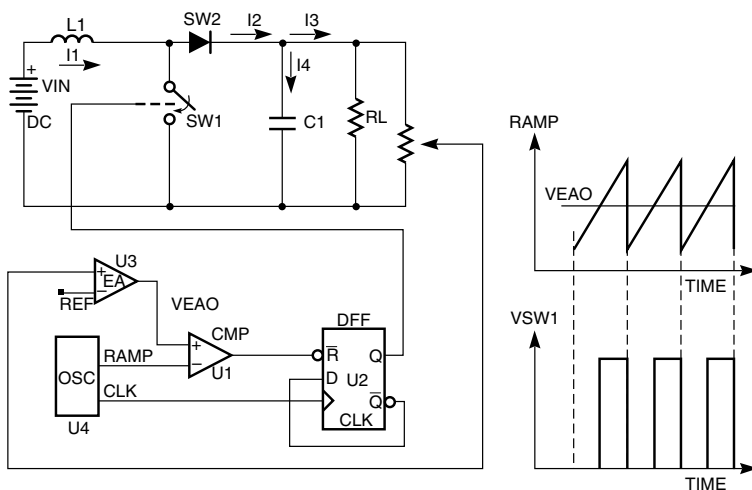 L1
SW2
I2
I3
I1
I4
+
VIN
DC
SW1
C1
RL
RAMP
VEAO
TIME
U3
+
EA
−
REF
VEAO
CMP
+
−
U1
DFF
R
Q
D
U2
Q
CLK
OSC
RAMP
CLK
U4
VSW1
TIME